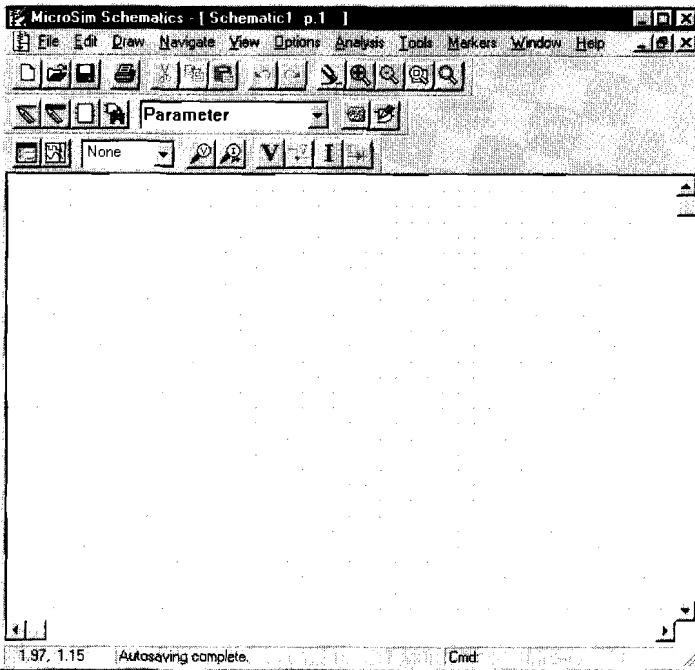 MicroSim Schematics - [ Schematic1 p.1 ]
File Edit Draw Navigate View Options Analysis Tools Markers Window Help
Parameter
None V I
1.97, 1.15 Autosaving complete. Cmd: